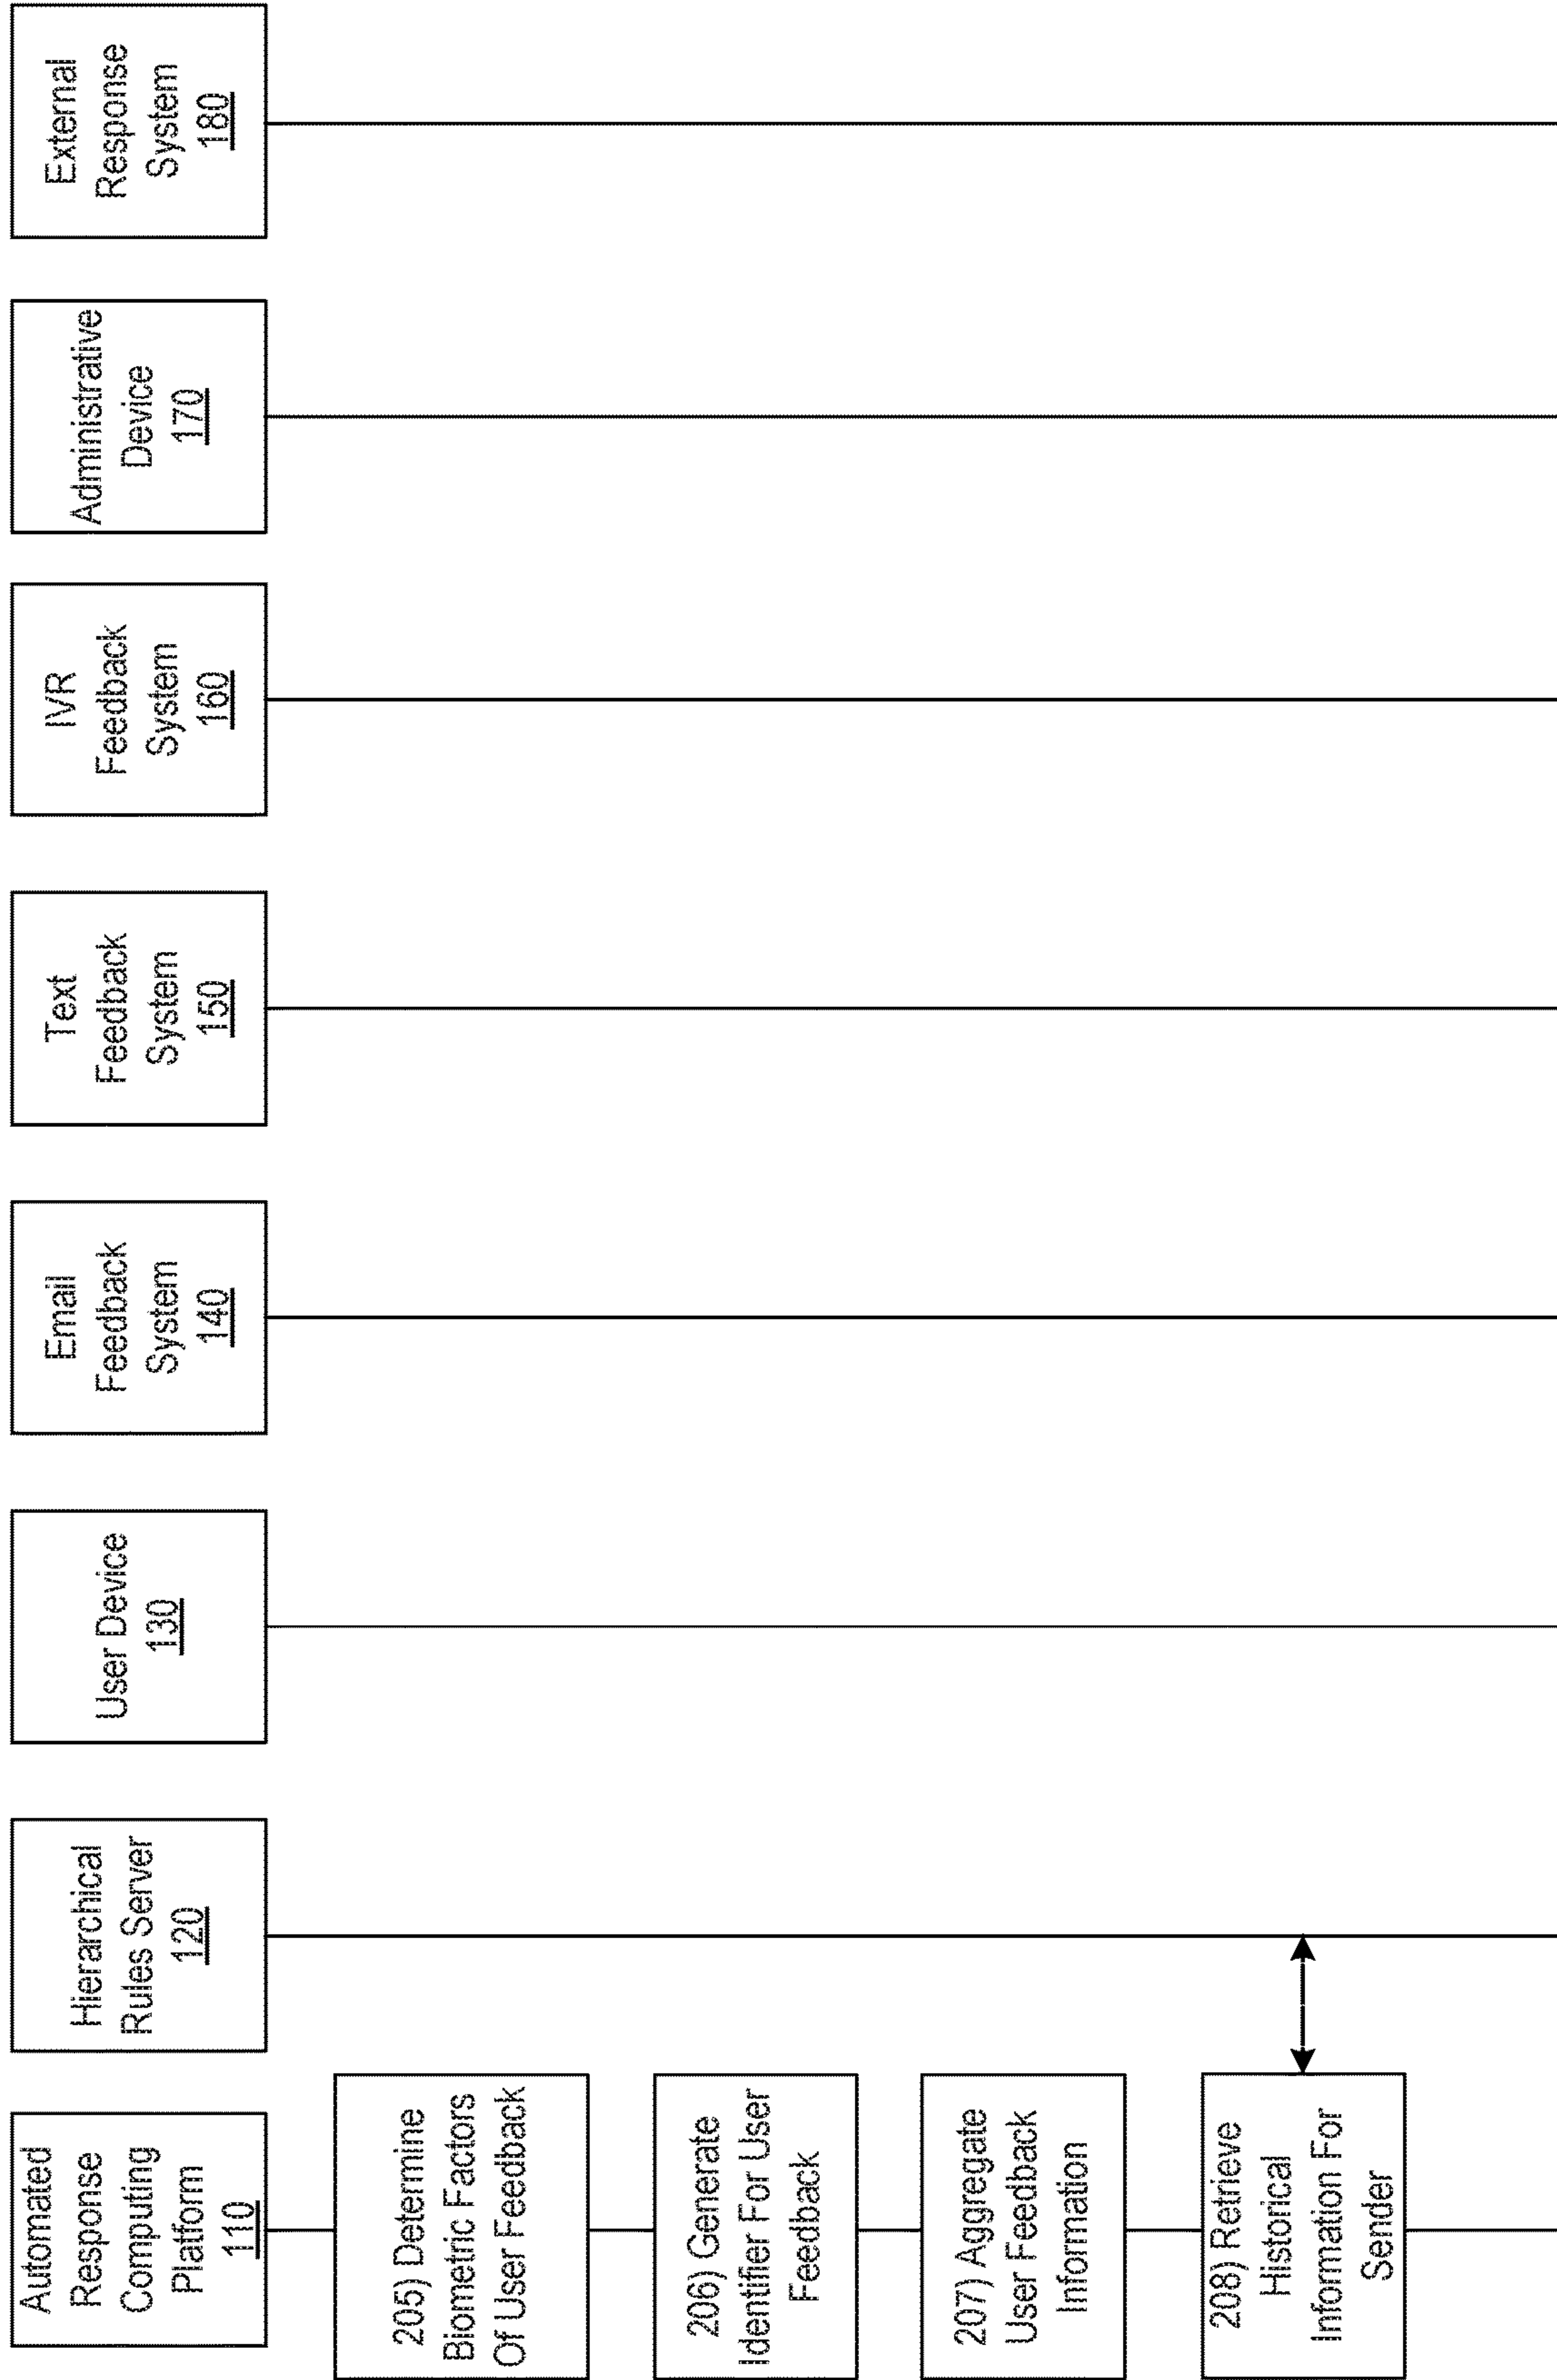 Automated
Response
Computing
Platform
110
Hierarchical
Rules Server
120
User Device
130
Email
Feedback
System
140
Text
Feedback
System
150
IVR
Feedback
System
160
Administrative
Device
170
External
Response
System
180
205) Determine
Biometric Factors
Of User Feedback
206) Generate
Identifier For User
Feedback
207) Aggregate
User Feedback
Information
208) Retrieve
Historical
Information For
Sender